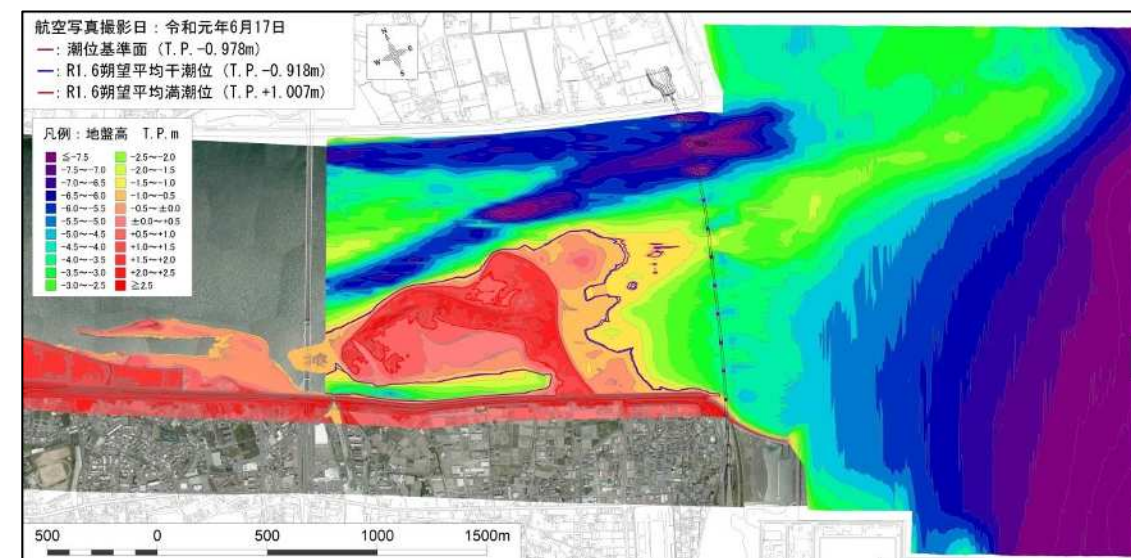 航空写真撮影日：令和元年6月17日
―：潮位基準面（T.P.-0.978m）
―：R1.6朔望平均干潮位（T.P.-0.918m）
―：R1.6朔望平均満潮位（T.P.+1.007m）
N
W
E
S
凡例：地盤高 T.P.m
≦-7.5
-7.5～-7.0
-7.0～-6.5
-6.5～-6.0
-6.0～-5.5
-5.5～-5.0
-5.0～-4.5
-4.5～-4.0
-4.0～-3.5
-3.5～-3.0
-3.0～-2.5
-2.5～-2.0
-2.0～-1.5
-1.5～-1.0
-1.0～-0.5
-0.5～±0.0
±0.0～+0.5
+0.5～+1.0
+1.0～+1.5
+1.5～+2.0
+2.0～+2.5
≧2.5
500 0 500 1000 1500m